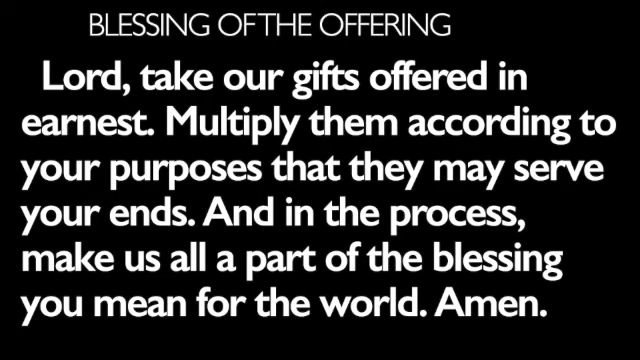 BLESSING OF THE OFFERING
Lord, take our gifts offered in
earnest. Multiply them according to
your purposes that they may serve
your ends. And in the process,
make us all a part of the blessing
you mean for the world. Amen.